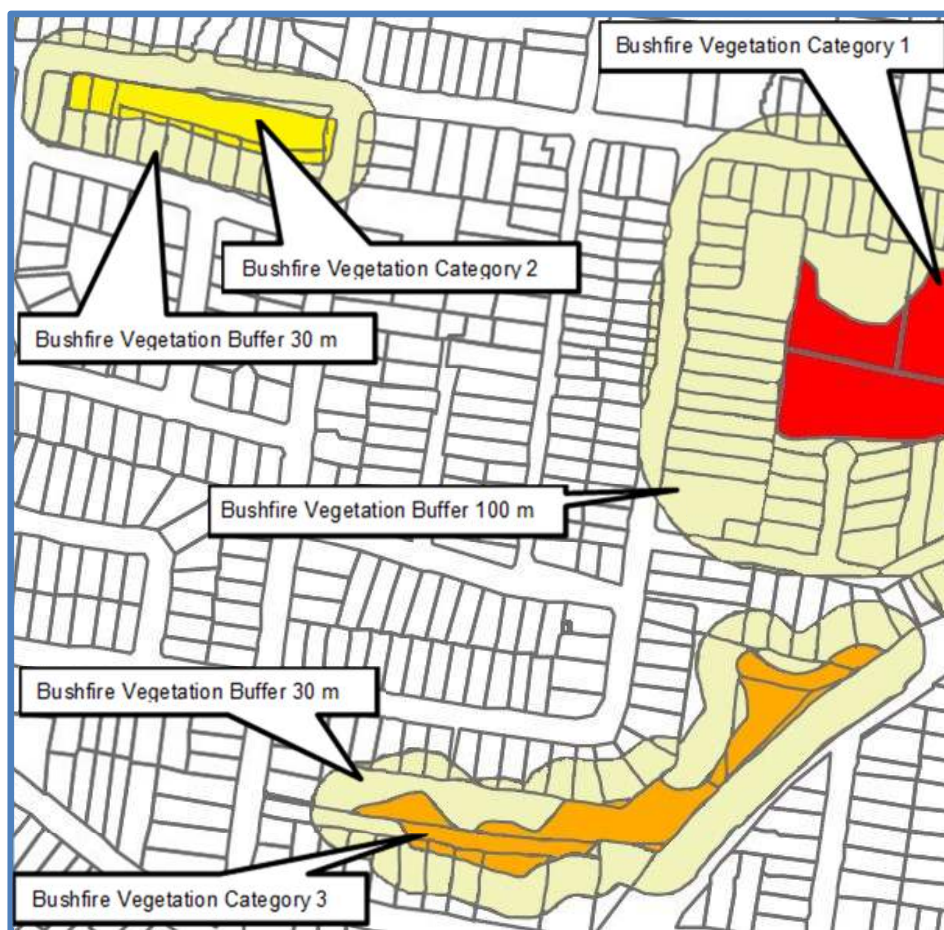 Bushfire Vegetation Category 1
Bushfire Vegetation Category 2
Bushfire Vegetation Buffer 30 m
Bushfire Vegetation Buffer 100 m
Bushfire Vegetation Buffer 30 m
Bushfire Vegetation Category 3